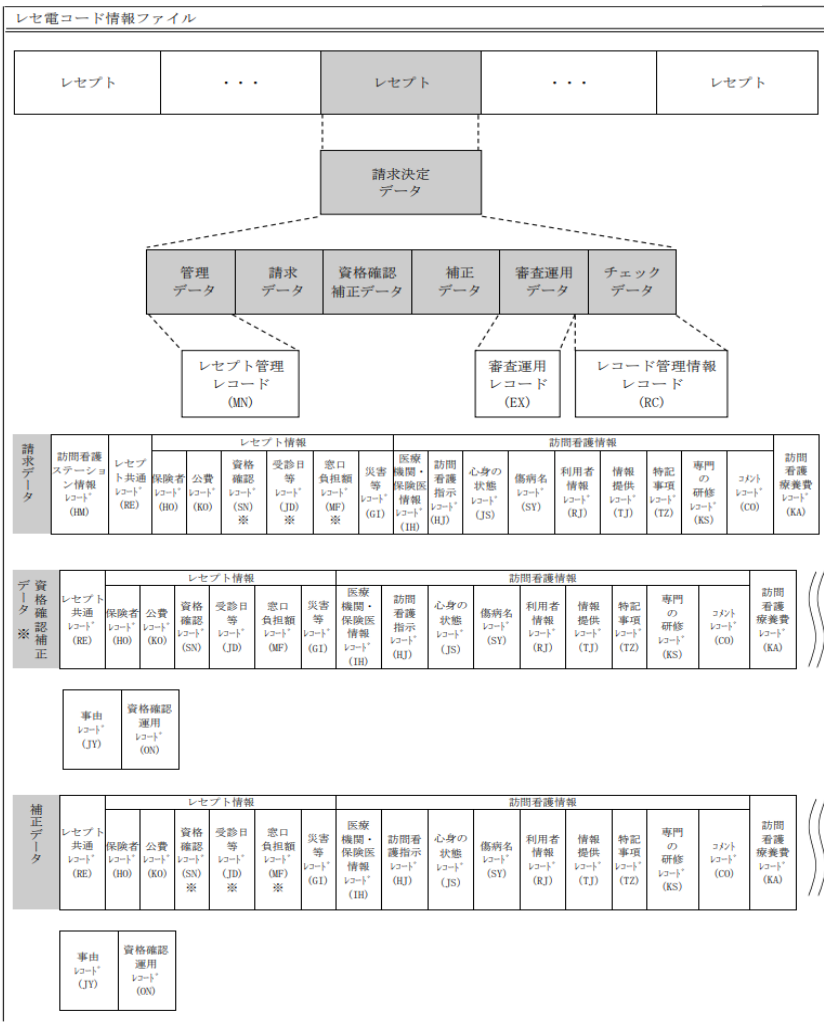 レセ電コード情報ファイル
レセプト
・・・
レセプト
・・・
レセプト
請求決定
データ
管理
データ
請求
データ
資格確認
補正データ
補正
データ
審査運用
データ
チェック
データ
レセプト管理
レコード
(MN)
審査運用
レコード
(EX)
レコード管理情報
レコード
(RC)
請求データ
訪問看護
ステーショ
ン情報
ﾚｺｰﾄﾞ
(HM)
レセプ
ト共通
ﾚｺｰﾄﾞ
(RE)
レセプト情報
保険者
ﾚｺｰﾄﾞ
(HO)
公費
ﾚｺｰﾄﾞ
(KO)
資格
確認
ﾚｺｰﾄﾞ
(SN)
※
受診日
等
ﾚｺｰﾄﾞ
(JD)
※
窓口
負担額
ﾚｺｰﾄﾞ
(MF)
※
災害
等
ﾚｺｰﾄﾞ
(GI)
訪問看護情報
医療
機関・
保険医
情報
ﾚｺｰﾄﾞ
(IH)
訪問
看護
指示
ﾚｺｰﾄﾞ
(HJ)
心身の
状態
ﾚｺｰﾄﾞ
(JS)
傷病名
ﾚｺｰﾄﾞ
(SY)
利用者
情報
ﾚｺｰﾄﾞ
(RJ)
情報
提供
ﾚｺｰﾄﾞ
(TJ)
特記
事項
ﾚｺｰﾄﾞ
(TZ)
専門
の
研修
ﾚｺｰﾄﾞ
(KS)
ｺﾒﾝﾄ
ﾚｺｰﾄﾞ
(CO)
訪問
看護
療養費
ﾚｺｰﾄﾞ
(KA)
資格確認補正
データ ※
レセプト
共通
ﾚｺｰﾄﾞ
(RE)
レセプト情報
保険者
ﾚｺｰﾄﾞ
(HO)
公費
ﾚｺｰﾄﾞ
(KO)
資格
確認
ﾚｺｰﾄﾞ
(SN)
受診日
等
ﾚｺｰﾄﾞ
(JD)
窓口
負担額
ﾚｺｰﾄﾞ
(MF)
災害
等
ﾚｺｰﾄﾞ
(GI)
訪問看護情報
医療
機関・
保険医
情報
ﾚｺｰﾄﾞ
(IH)
訪問
看護
指示
ﾚｺｰﾄﾞ
(HJ)
心身の
状態
ﾚｺｰﾄﾞ
(JS)
傷病名
ﾚｺｰﾄﾞ
(SY)
利用者
情報
ﾚｺｰﾄﾞ
(RJ)
情報
提供
ﾚｺｰﾄﾞ
(TJ)
特記
事項
ﾚｺｰﾄﾞ
(TZ)
専門
の
研修
ﾚｺｰﾄﾞ
(KS)
ｺﾒﾝﾄ
ﾚｺｰﾄﾞ
(CO)
訪問
看護
療養費
ﾚｺｰﾄﾞ
(KA)
事由
ﾚｺｰﾄﾞ
(JY)
資格確認
運用
ﾚｺｰﾄﾞ
(ON)
補正データ
レセプト
共通
ﾚｺｰﾄﾞ
(RE)
レセプト情報
保険者
ﾚｺｰﾄﾞ
(HO)
公費
ﾚｺｰﾄﾞ
(KO)
資格
確認
ﾚｺｰﾄﾞ
(SN)
※
受診日
等
ﾚｺｰﾄﾞ
(JD)
※
窓口
負担額
ﾚｺｰﾄﾞ
(MF)
※
災害
等
ﾚｺｰﾄﾞ
(GI)
訪問看護情報
医療
機関・
保険医
情報
ﾚｺｰﾄﾞ
(IH)
訪問看
護指示
ﾚｺｰﾄﾞ
(HJ)
心身の
状態
ﾚｺｰﾄﾞ
(JS)
傷病名
ﾚｺｰﾄﾞ
(SY)
利用者
情報
ﾚｺｰﾄﾞ
(RJ)
情報
提供
ﾚｺｰﾄﾞ
(TJ)
特記
事項
ﾚｺｰﾄﾞ
(TZ)
専門
の
研修
ﾚｺｰﾄﾞ
(KS)
ｺﾒﾝﾄ
ﾚｺｰﾄﾞ
(CO)
訪問
看護
療養費
ﾚｺｰﾄﾞ
(KA)
事由
ﾚｺｰﾄﾞ
(JY)
資格確認
運用
ﾚｺｰﾄﾞ
(ON)